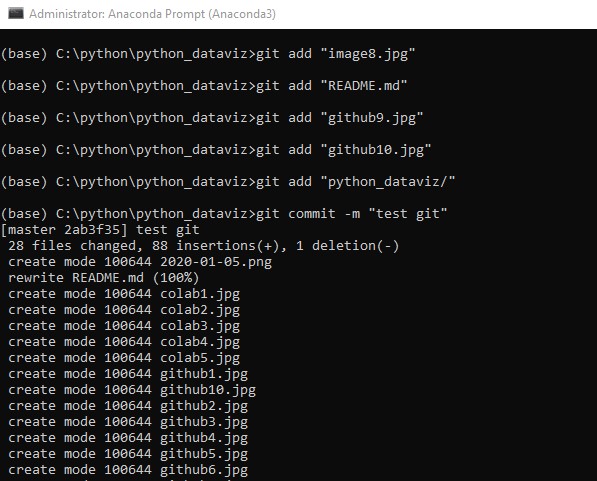 Administrator: Anaconda Prompt (Anaconda3)
(base) C:\python\python_dataviz>git add "image8.jpg"
(base) C:\python\python_dataviz>git add "README.md"
(base) C:\python\python_dataviz>git add "github9.jpg"
(base) C:\python\python_dataviz>git add "github10.jpg"
(base) C:\python\python_dataviz>git add "python_dataviz/"
(base) C:\python\python_dataviz>git commit -m "test git"
[master 2ab3f35] test git
28 files changed, 88 insertions(+), 1 deletion(-)
create mode 100644 2020-01-05.png
rewrite README.md (100%)
create mode 100644 colab1.jpg
create mode 100644 colab2.jpg
create mode 100644 colab3.jpg
create mode 100644 colab4.jpg
create mode 100644 colab5.jpg
create mode 100644 github1.jpg
create mode 100644 github10.jpg
create mode 100644 github2.jpg
create mode 100644 github3.jpg
create mode 100644 github4.jpg
create mode 100644 github5.jpg
create mode 100644 github6.jpg